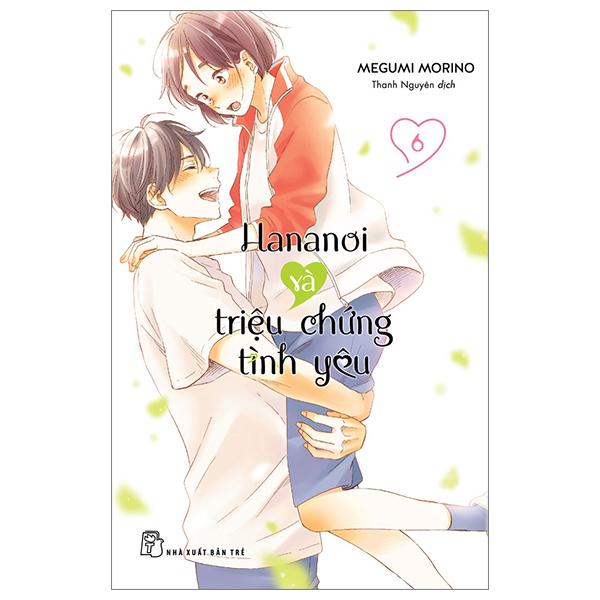 MEGUMI MORINO
Thanh Nguyên dịch
6
Hananoi
và
triệu chứng
tình yêu
NHÀ XUẤT BẢN TRẺ